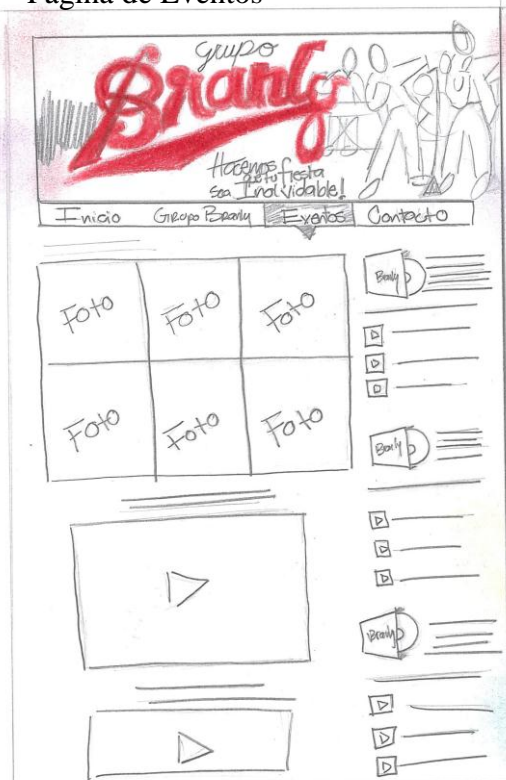 Página de Eventos
Grupo
Branly
Hacemos
que tu fiesta
sea Inolvidable!
Inicio Grupo Branly Eventos Contacto
Foto Foto Foto
Foto Foto Foto
Branly
Branly
Branly